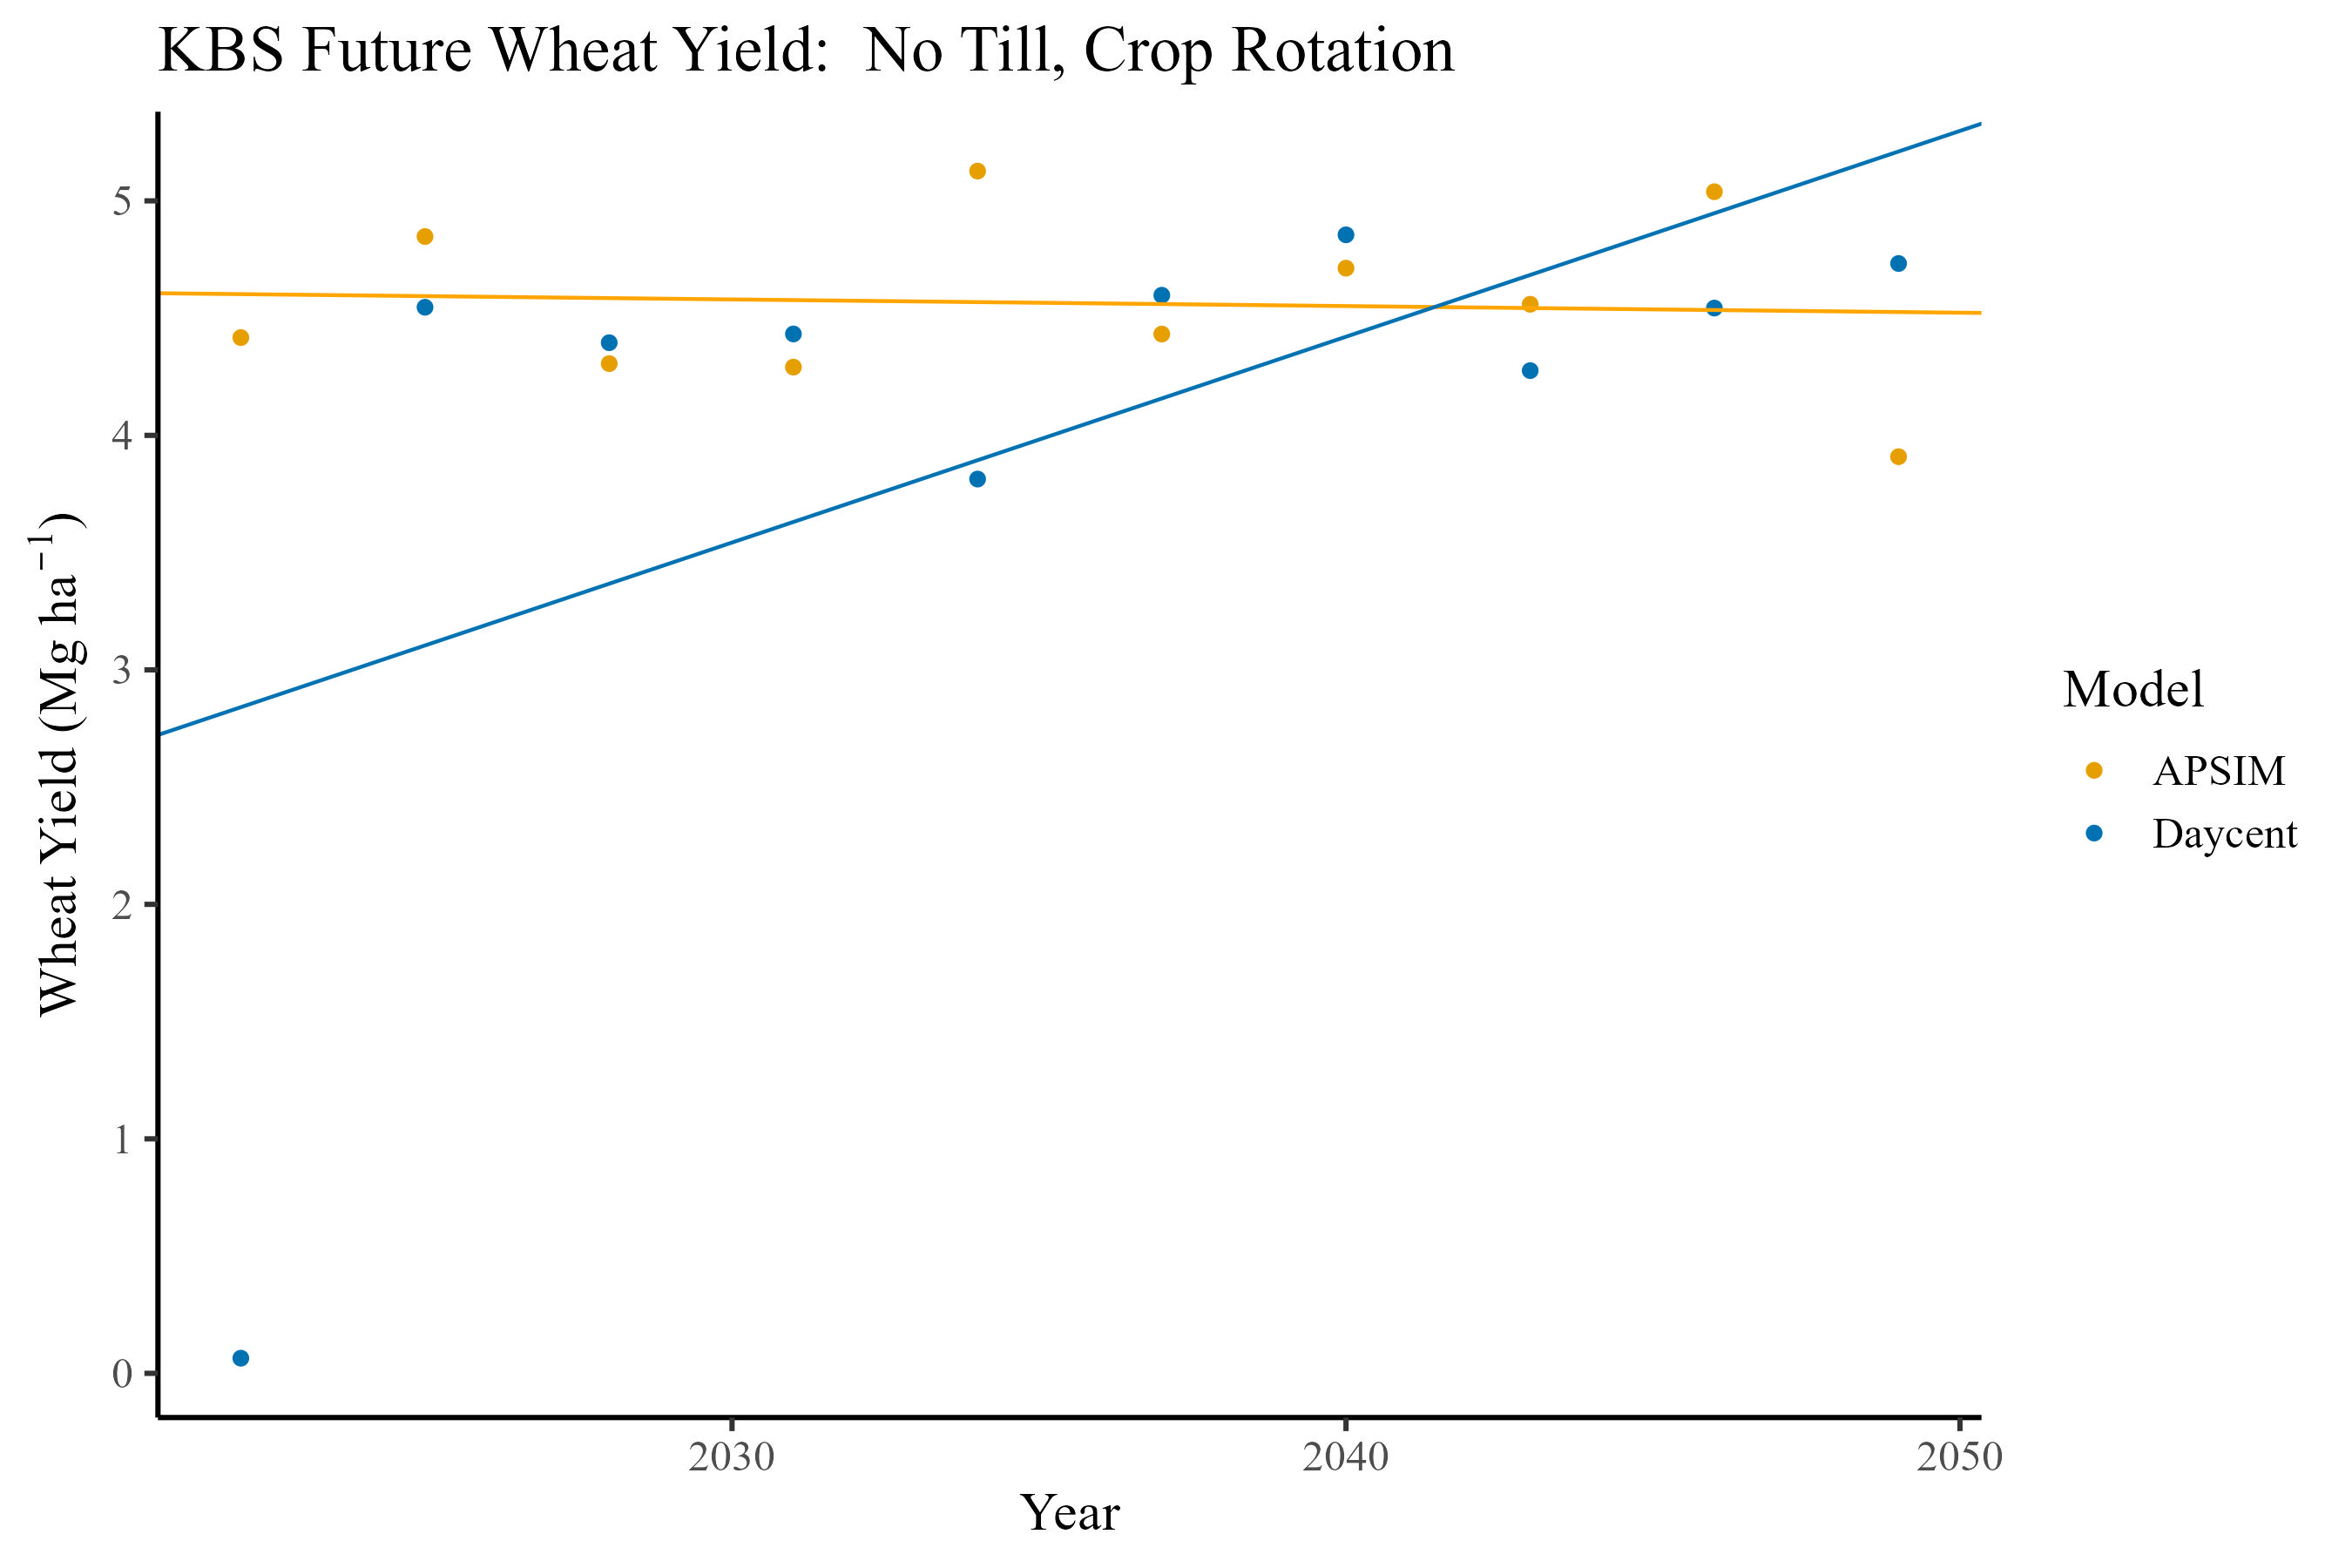 KBS Future Wheat Yield:  No Till, Crop Rotation
5
4
3
2
1
0
Wheat Yield (Mg ha⁻¹)
2030 2040 2050
Year
Model
APSIM
Daycent